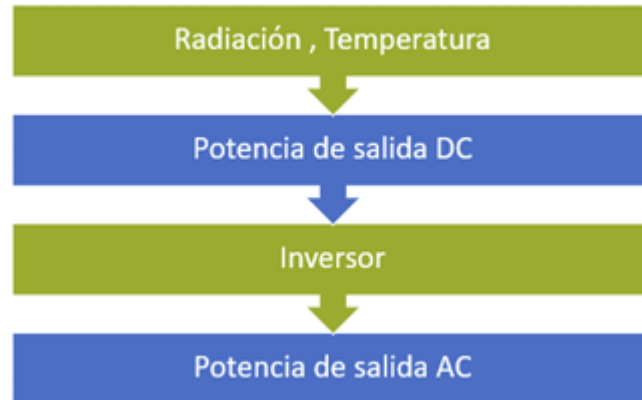 Radiación , Temperatura
Potencia de salida DC
Inversor
Potencia de salida AC